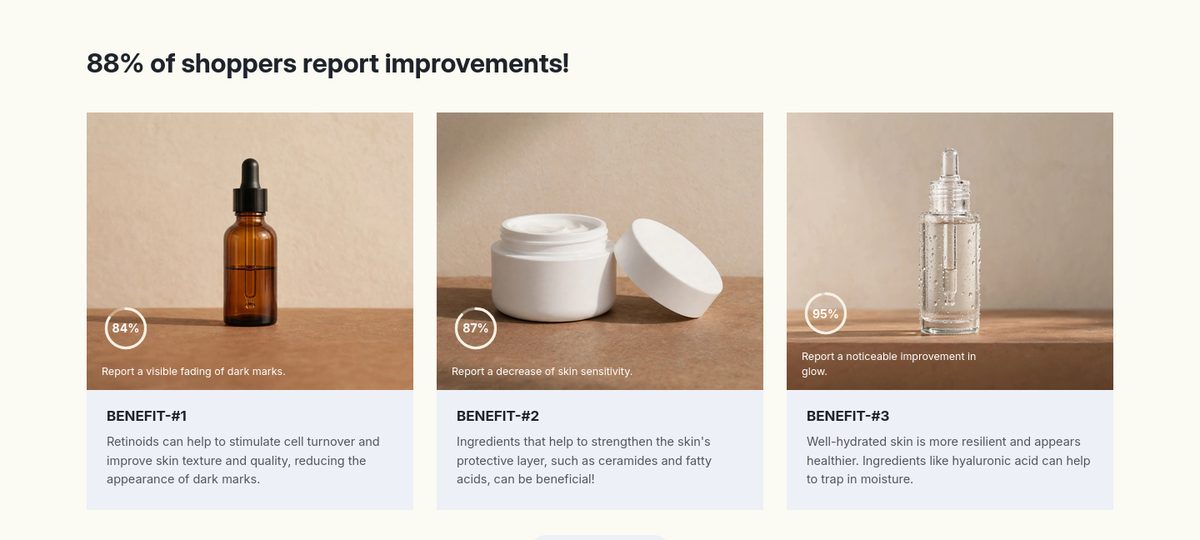 88% of shoppers report improvements!
84%
Report a visible fading of dark marks.
87%
Report a decrease of skin sensitivity.
95%
Report a noticeable improvement in
glow.
BENEFIT-#1
Retinoids can help to stimulate cell turnover and
improve skin texture and quality, reducing the
appearance of dark marks.
BENEFIT-#2
Ingredients that help to strengthen the skin's
protective layer, such as ceramides and fatty
acids, can be beneficial!
BENEFIT-#3
Well-hydrated skin is more resilient and appears
healthier. Ingredients like hyaluronic acid can help
to trap in moisture.